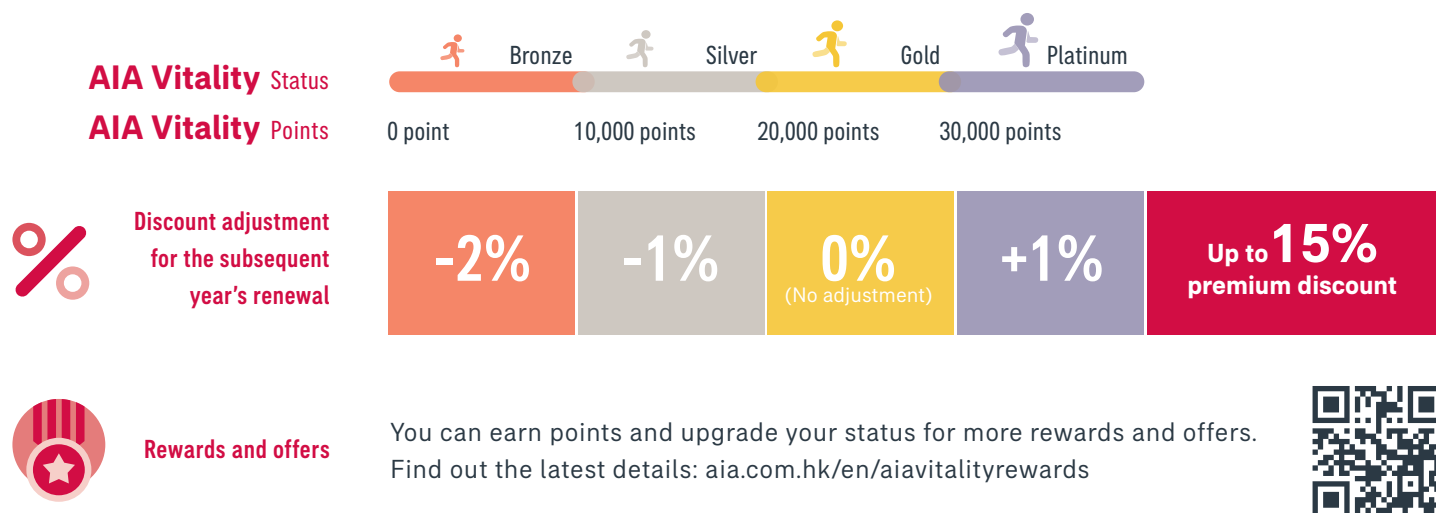 Bronze Silver Gold Platinum
AIA Vitality Status
AIA Vitality Points 0 point 10,000 points 20,000 points 30,000 points
Discount adjustment
for the subsequent
year's renewal
-2% -1% 0% +1% Up to 15%
(No adjustment) premium discount
Rewards and offers
You can earn points and upgrade your status for more rewards and offers.
Find out the latest details: aia.com.hk/en/aiavitalityrewards